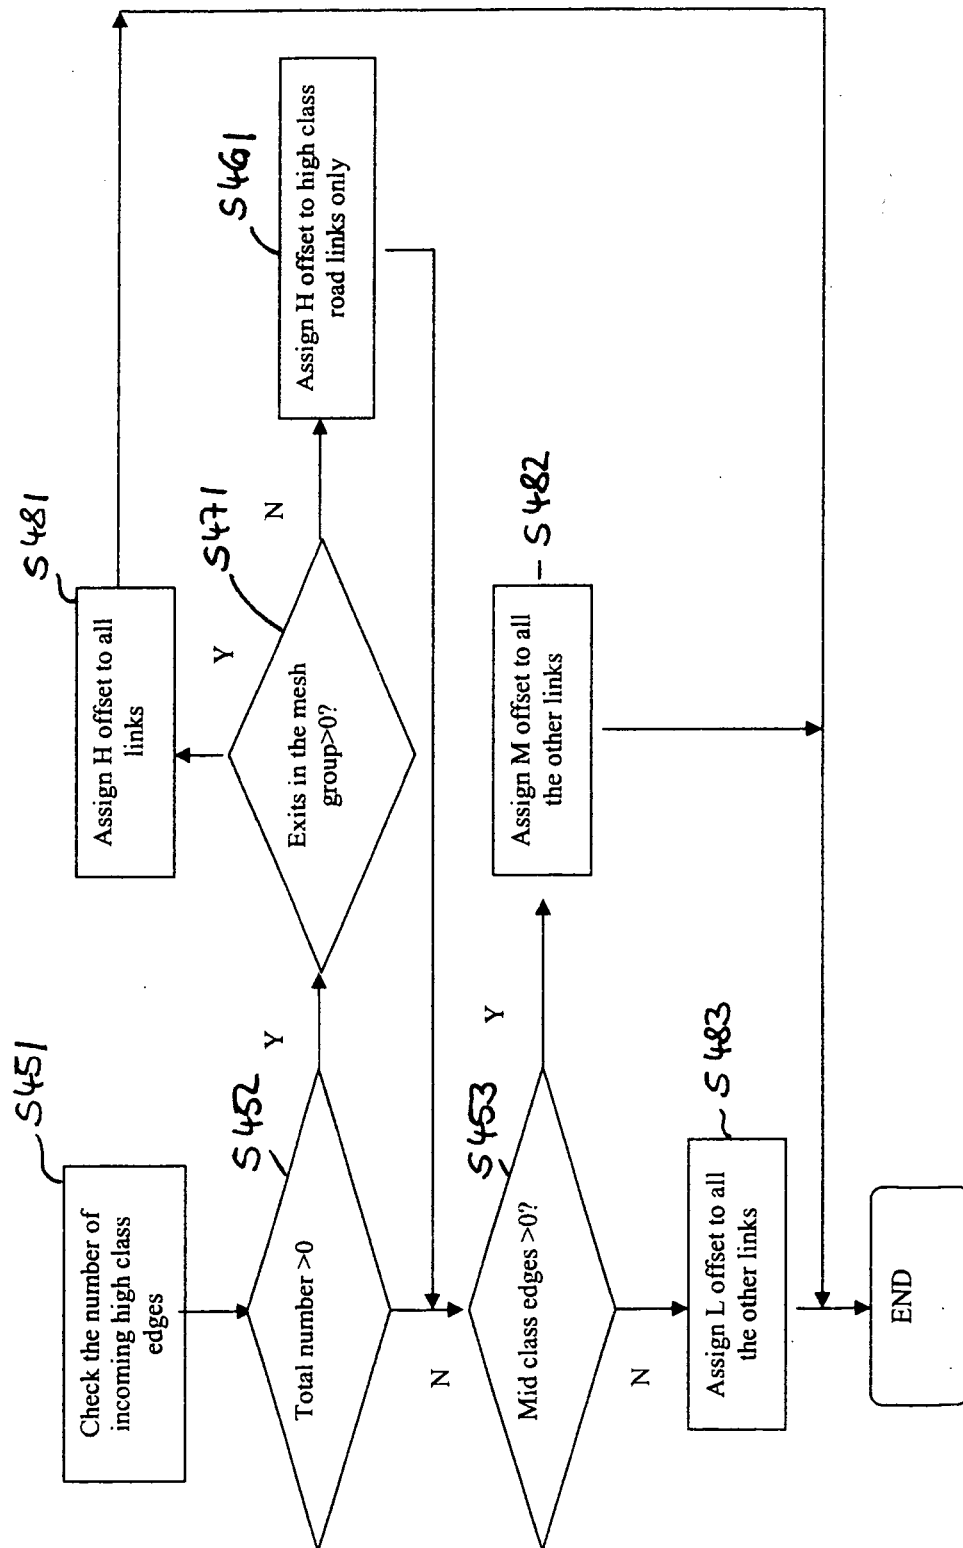 S451
Check the number of
incoming high class
edges
S452
Total number >0
Y
N
S471
Exits in the mesh
group>0?
Y
N
S481
Assign H offset to all
links
S461
Assign H offset to high class
road links only
S453
Mid class edges >0?
Y
N
S482
Assign M offset to all
the other links
S483
Assign L offset to all
the other links
END